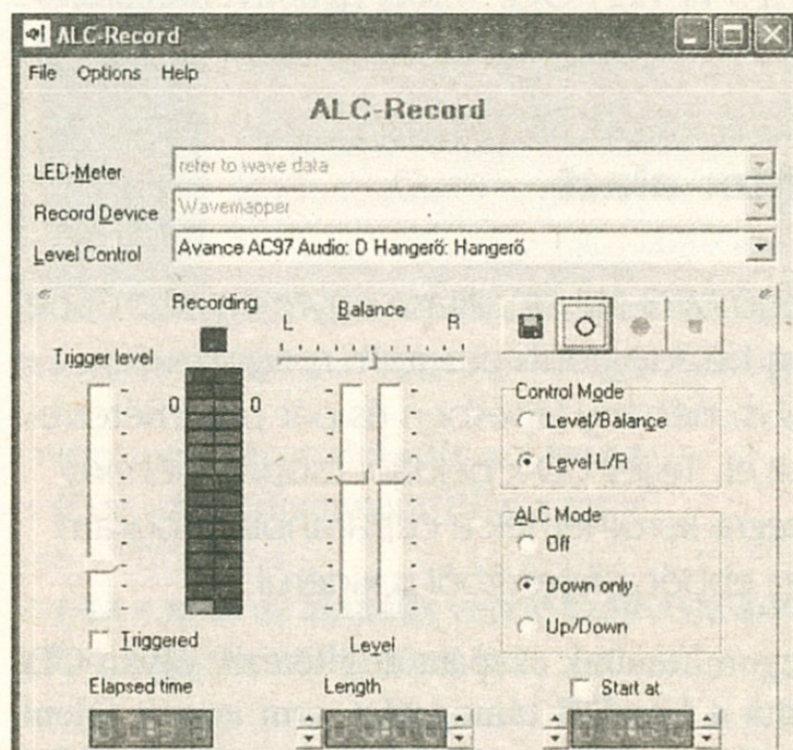 ALC-Record
File Options Help
ALC-Record
LED-Meter refer to wave data
Record Device Wavemapper
Level Control Avance AC97 Audio: D Hangerő: Hangerő
Recording
L Balance R
Trigger level
0 0
Control Mode
Level/Balance
Level L/R
ALC Mode
Off
Down only
Up/Down
Triggered
Level
Elapsed time Length Start at